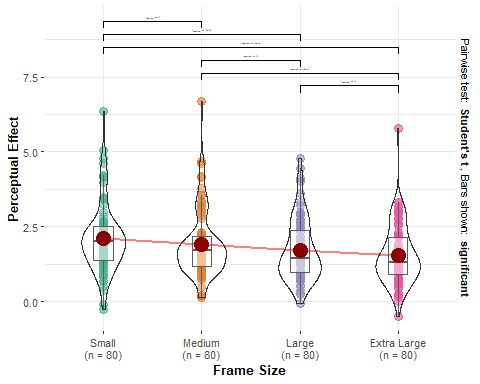 7.5
5.0
2.5
0.0
Perceptual Effect
Small
(n = 80)
Medium
(n = 80)
Large
(n = 80)
Extra Large
(n = 80)
Frame Size
Pairwise test: Student's t , Bars shown: significant